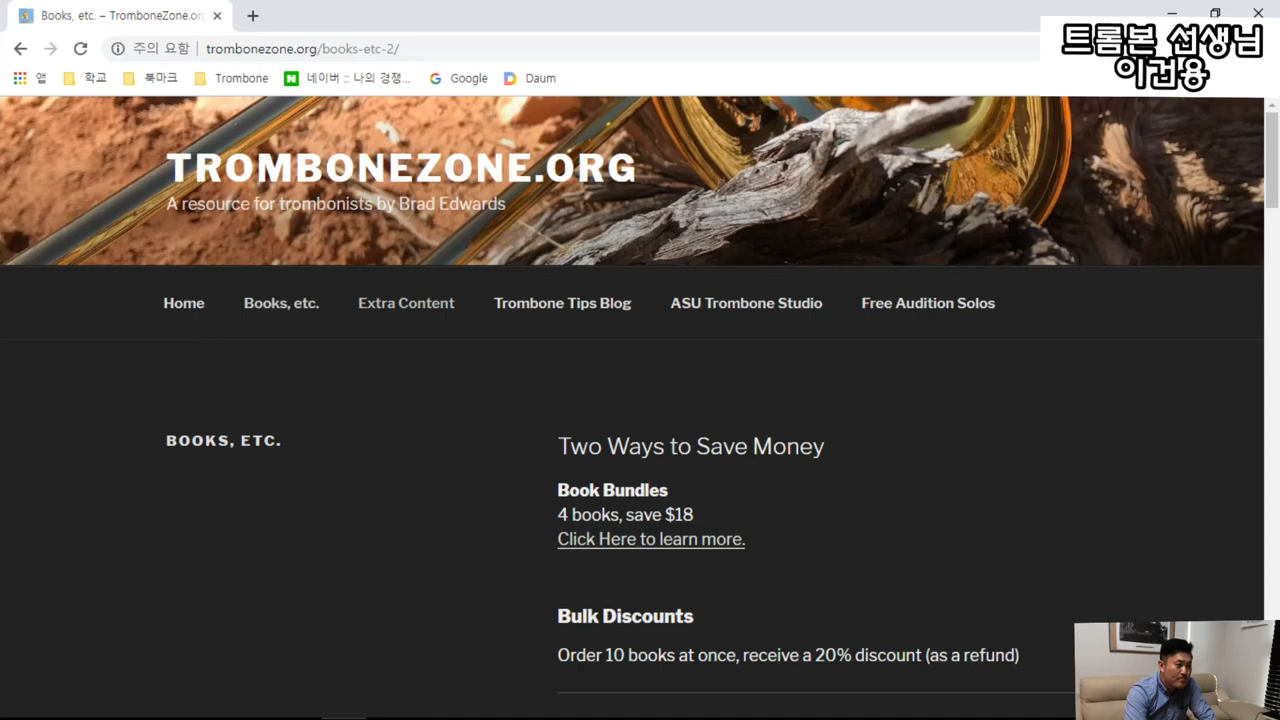 Books, etc. – TromboneZone.org
주의 요함 | trombonezone.org/books-etc-2/
트롬본 선생님
이건용
앱 학교 북마크 Trombone 네이버 :: 나의 경쟁... Google Daum
TROMBONEZONE.ORG
A resource for trombonists by Brad Edwards
Home Books, etc. Extra Content Trombone Tips Blog ASU Trombone Studio Free Audition Solos
BOOKS, ETC.
Two Ways to Save Money
Book Bundles
4 books, save $18
Click Here to learn more.
Bulk Discounts
Order 10 books at once, receive a 20% discount (as a refund)